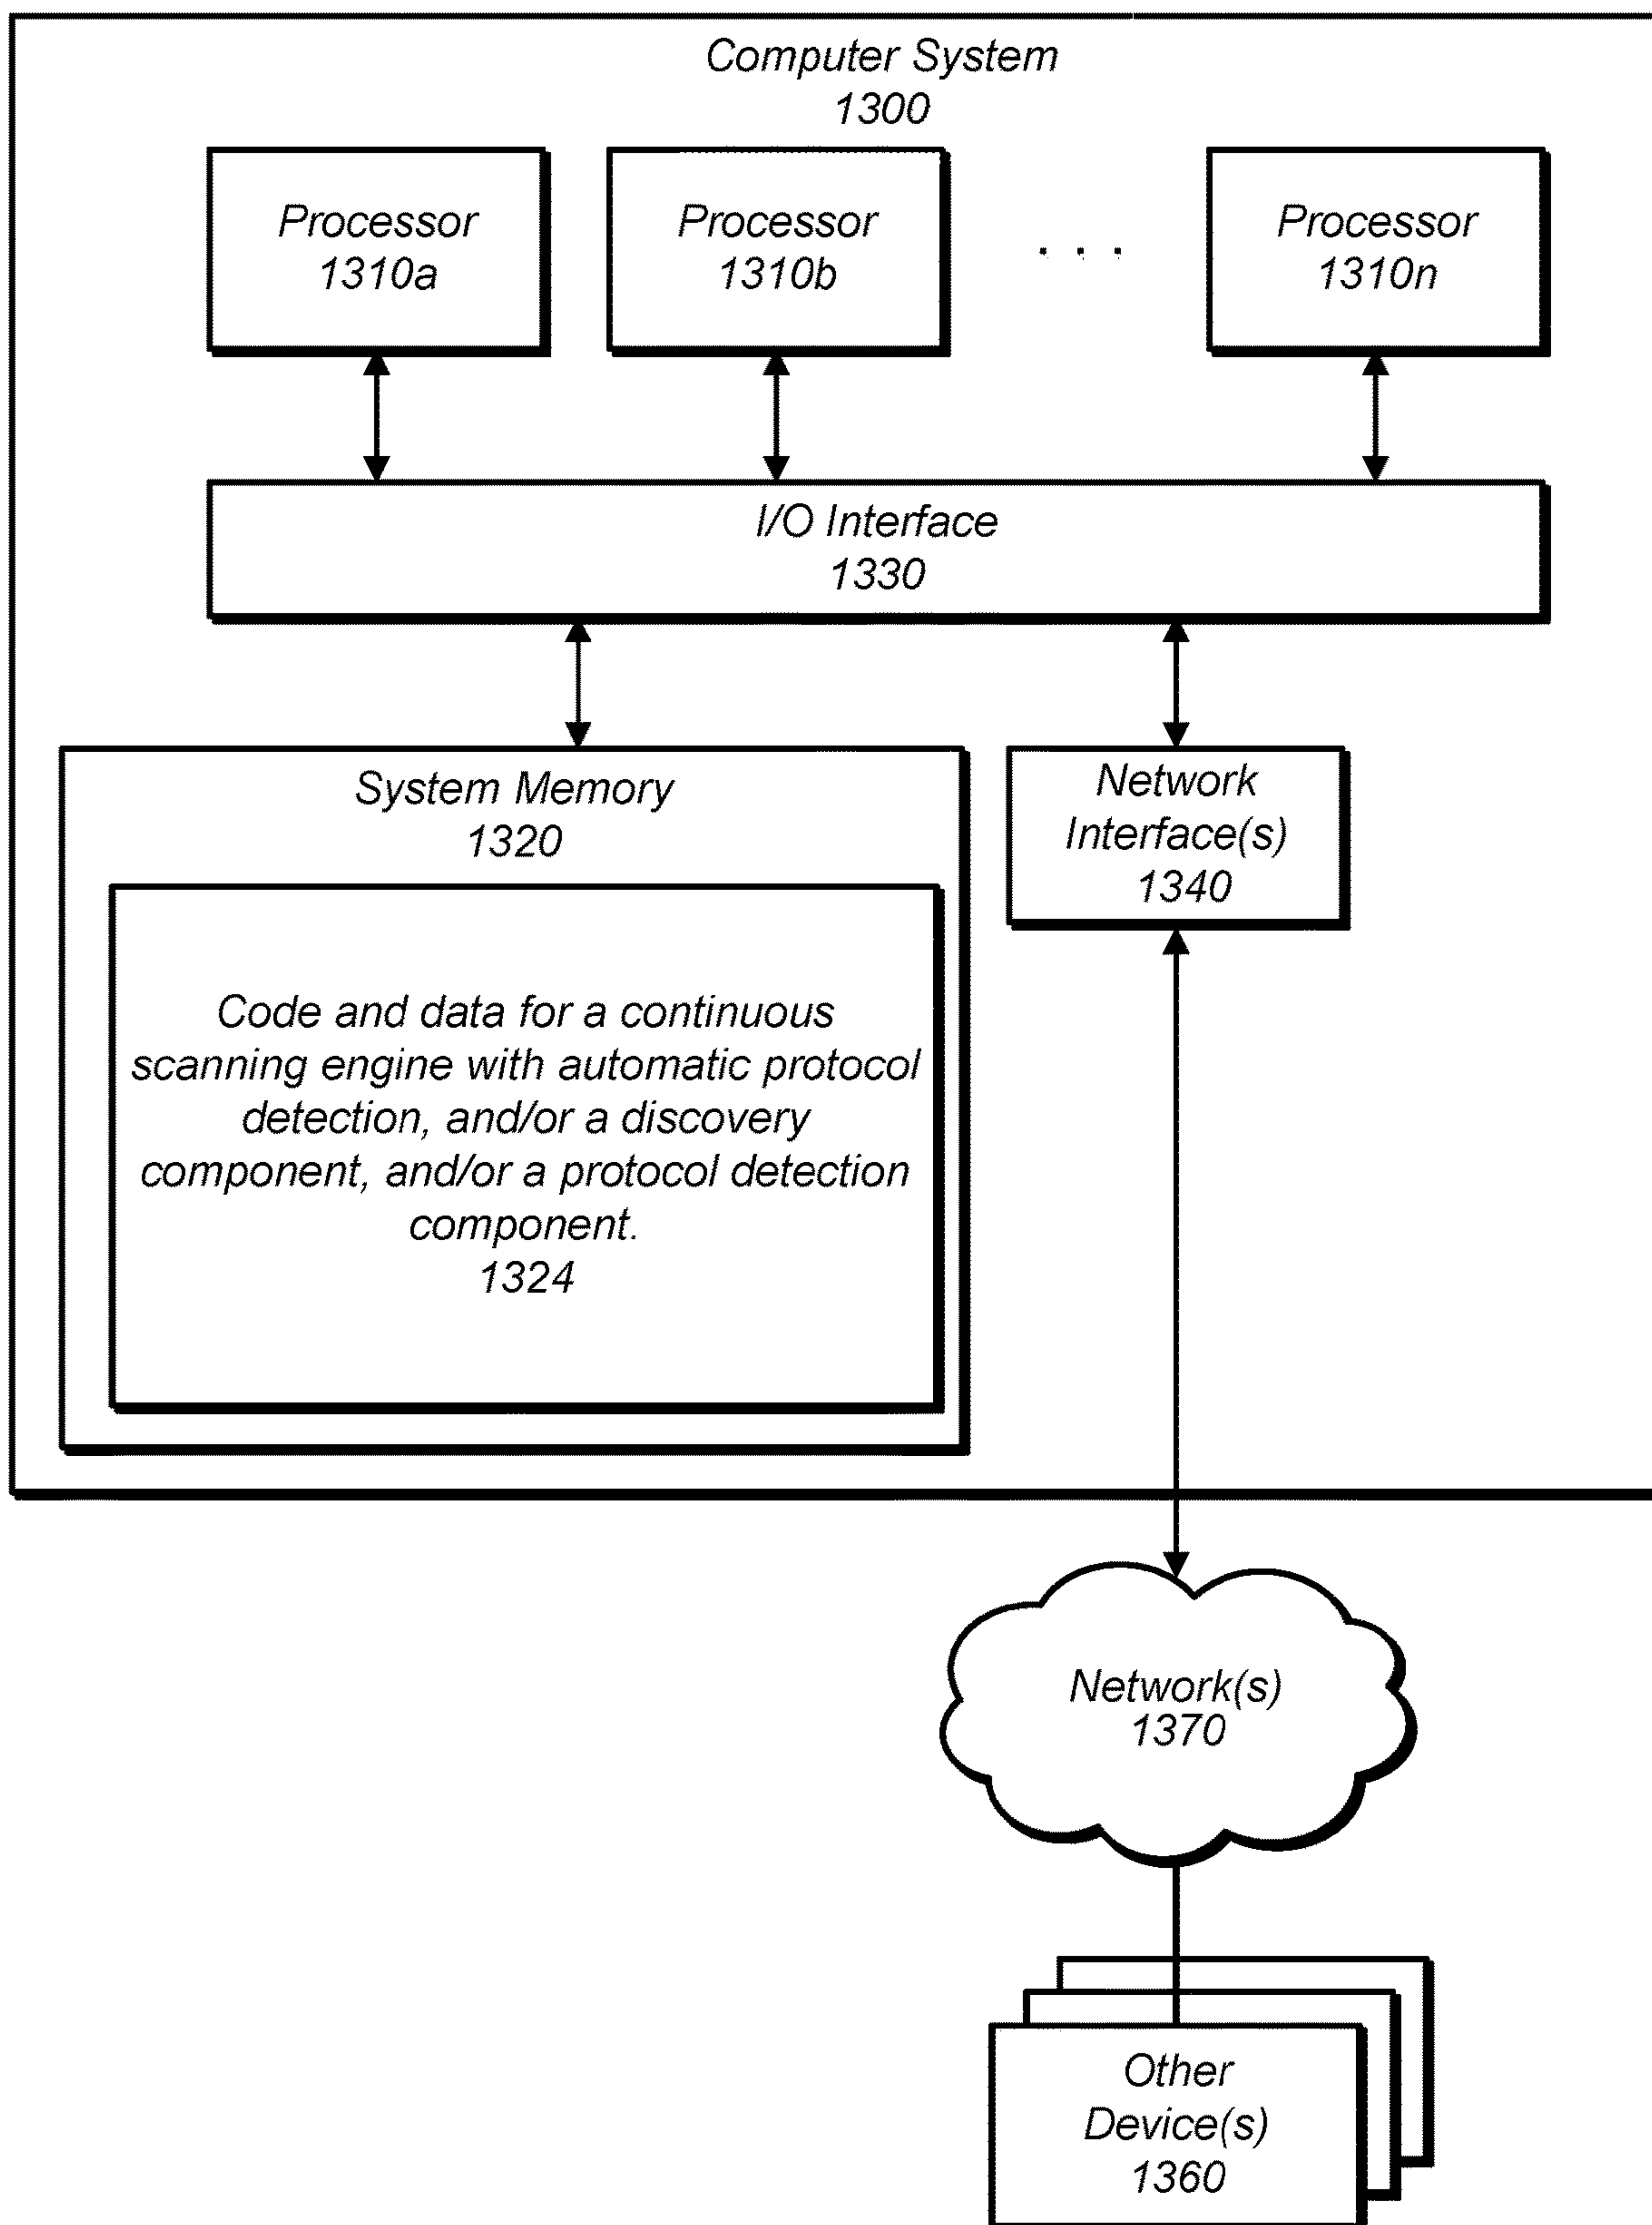 Computer System
1300
Processor
1310a
Processor
1310b
. . .
Processor
1310n
I/O Interface
1330
System Memory
1320
Network
Interface(s)
1340
Code and data for a continuous
scanning engine with automatic protocol
detection, and/or a discovery
component, and/or a protocol detection
component.
1324
Network(s)
1370
Other
Device(s)
1360